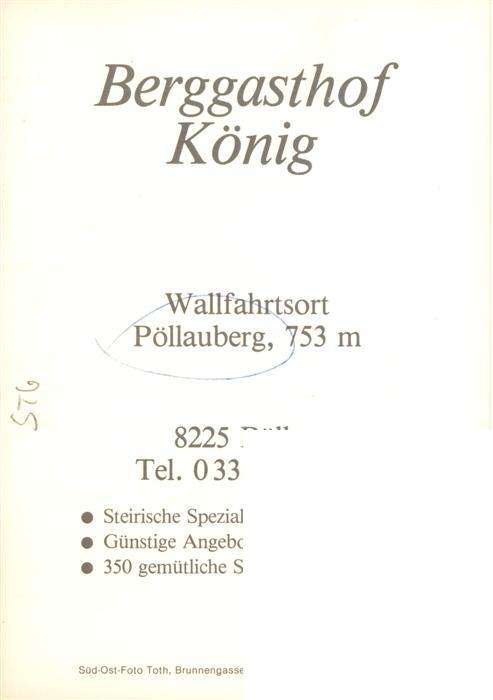 Berggasthof
König
Wallfahrtsort
Pöllauberg, 753 m
STG
8225
Tel. 033
● Steirische Spezial
● Günstige Angebo
● 350 gemütliche S
Süd-Ost-Foto Toth, Brunnengasse